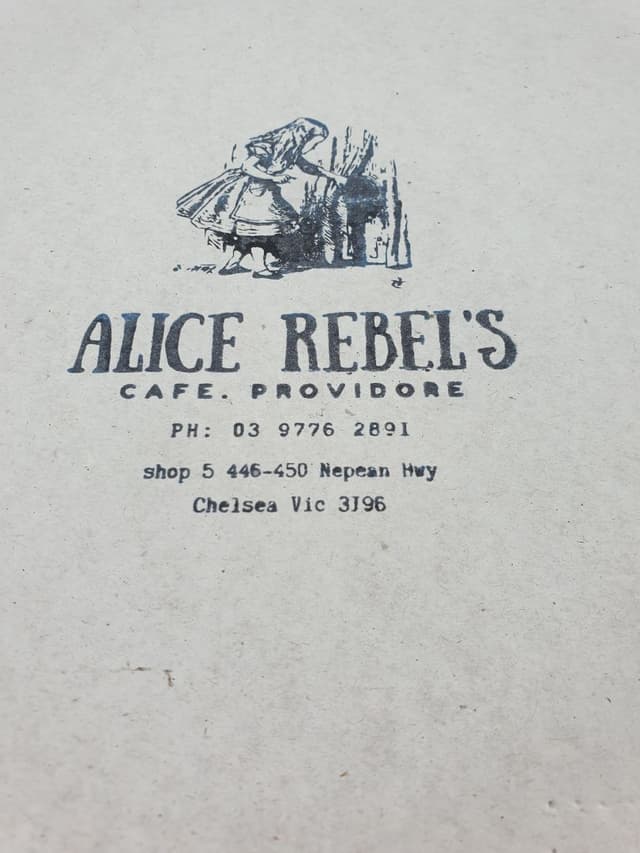 ALICE REBEL'S
CAFE. PROVIDORE
PH: 03 9776 2891
shop 5 446-450 Nepean Hwy
Chelsea Vic 3196